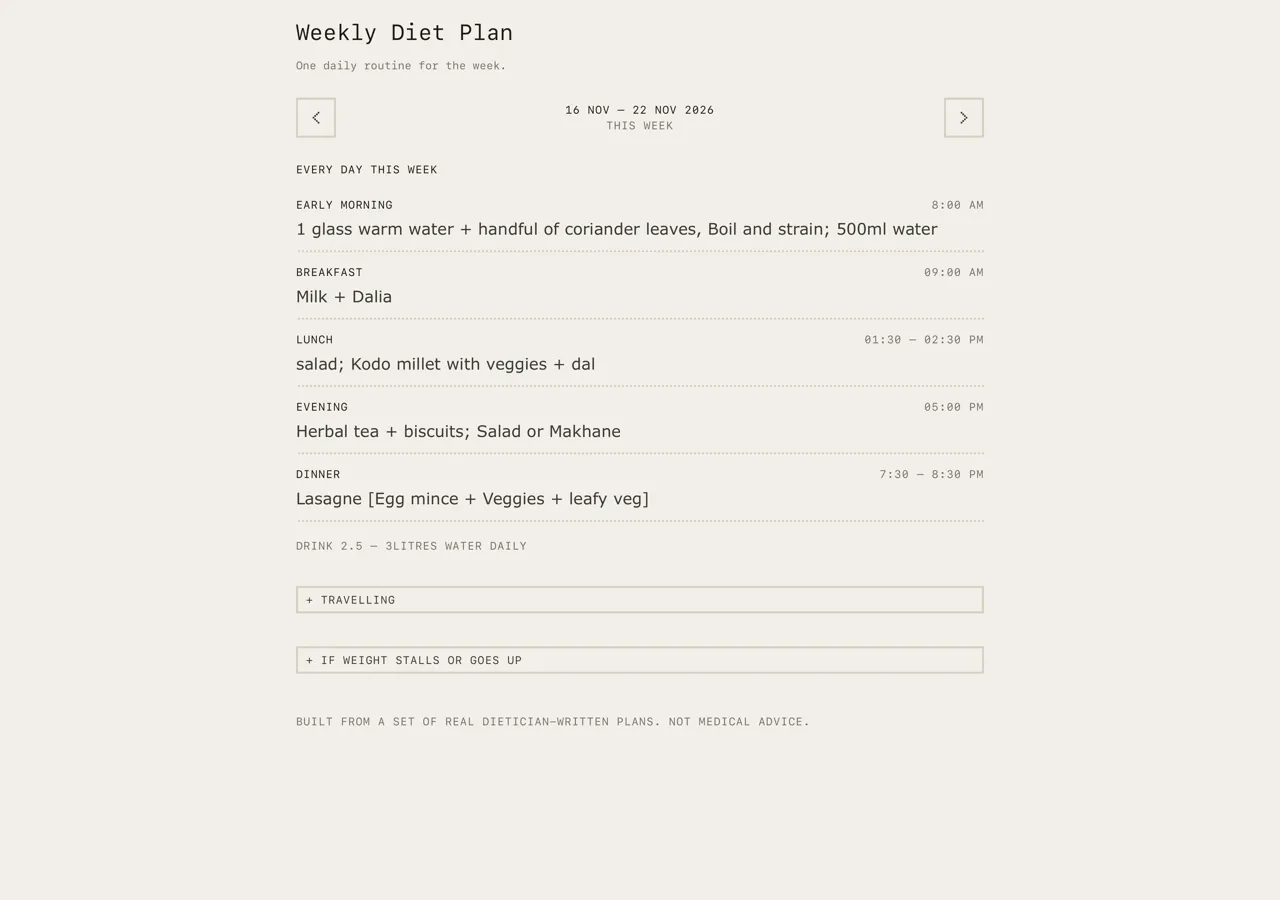 Weekly Diet Plan
One daily routine for the week.
16 NOV — 22 NOV 2026
THIS WEEK
EVERY DAY THIS WEEK
EARLY MORNING 8:00 AM
1 glass warm water + handful of coriander leaves, Boil and strain; 500ml water
BREAKFAST 09:00 AM
Milk + Dalia
LUNCH 01:30 — 02:30 PM
salad; Kodo millet with veggies + dal
EVENING 05:00 PM
Herbal tea + biscuits; Salad or Makhane
DINNER 7:30 — 8:30 PM
Lasagne [Egg mince + Veggies + leafy veg]
DRINK 2.5 — 3LITRES WATER DAILY
+ TRAVELLING
+ IF WEIGHT STALLS OR GOES UP
BUILT FROM A SET OF REAL DIETICIAN-WRITTEN PLANS. NOT MEDICAL ADVICE.